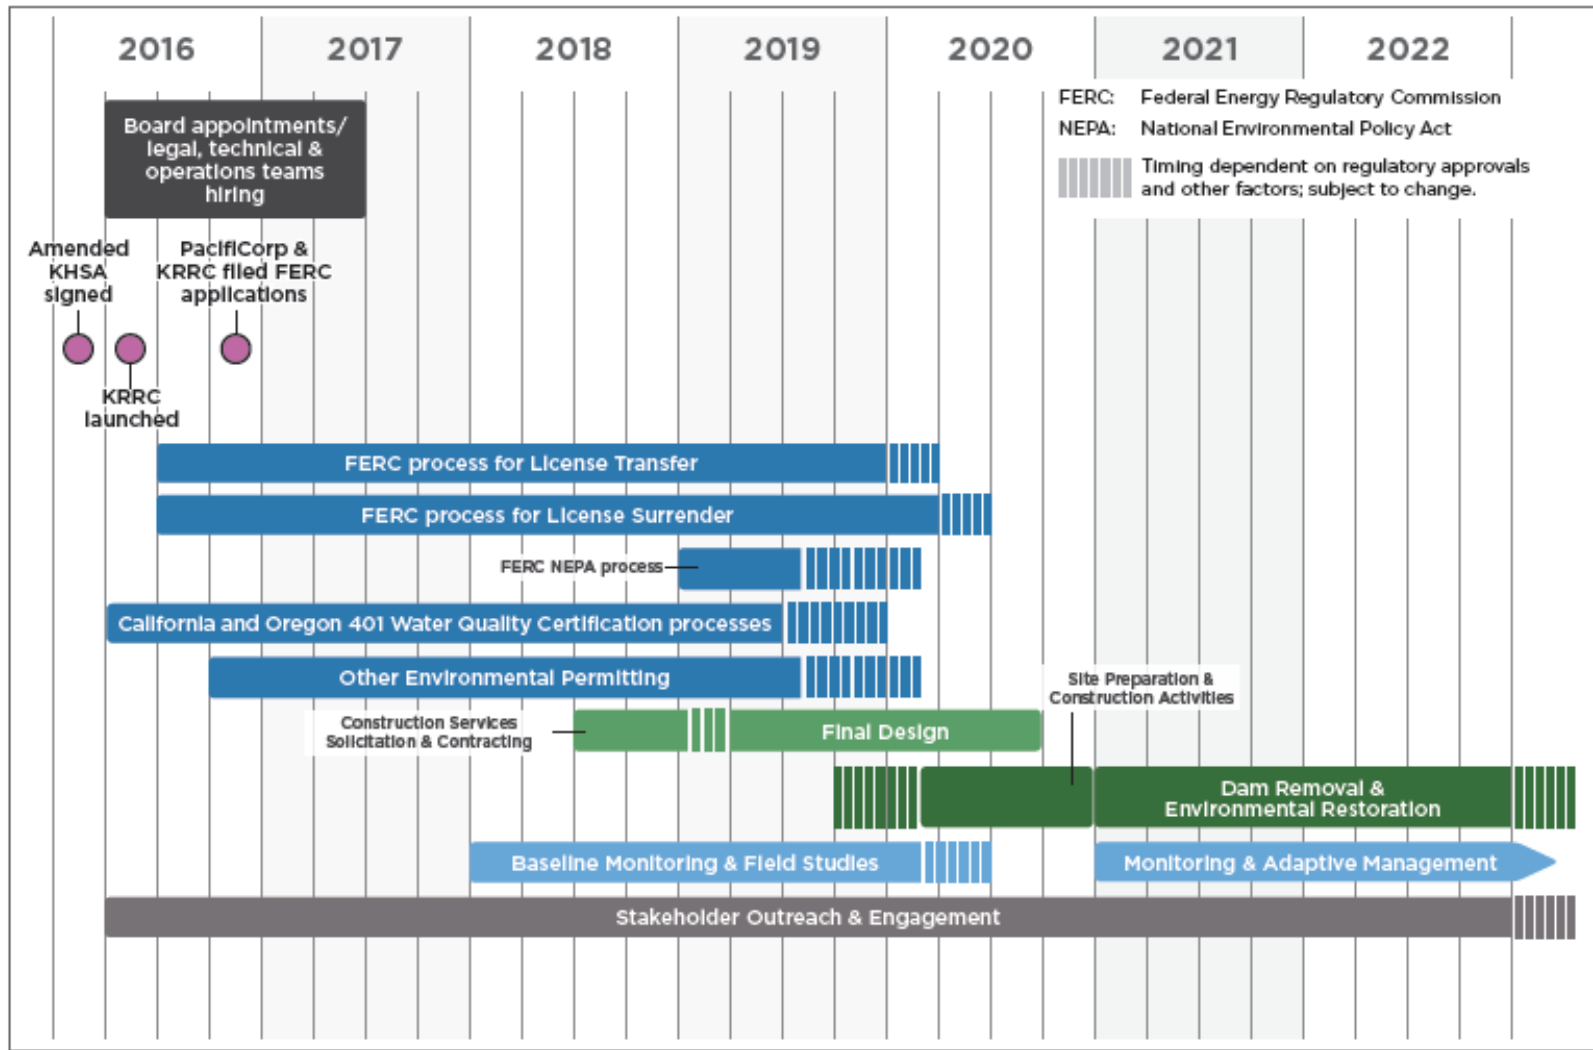 2016 2017 2018 2019 2020 2021 2022
FERC: Federal Energy Regulatory Commission
NEPA: National Environmental Policy Act
Timing dependent on regulatory approvals
and other factors; subject to change.
Board appointments/
legal, technical &
operations teams
hiring
Amended
KHSA
signed
PacifiCorp &
KRRC filed FERC
applications
KRRC
launched
FERC process for License Transfer
FERC process for License Surrender
FERC NEPA process
California and Oregon 401 Water Quality Certification processes
Other Environmental Permitting
Site Preparation &
Construction Activities
Construction Services
Solicitation & Contracting
Final Design
Dam Removal &
Environmental Restoration
Baseline Monitoring & Field Studies
Monitoring & Adaptive Management
Stakeholder Outreach & Engagement